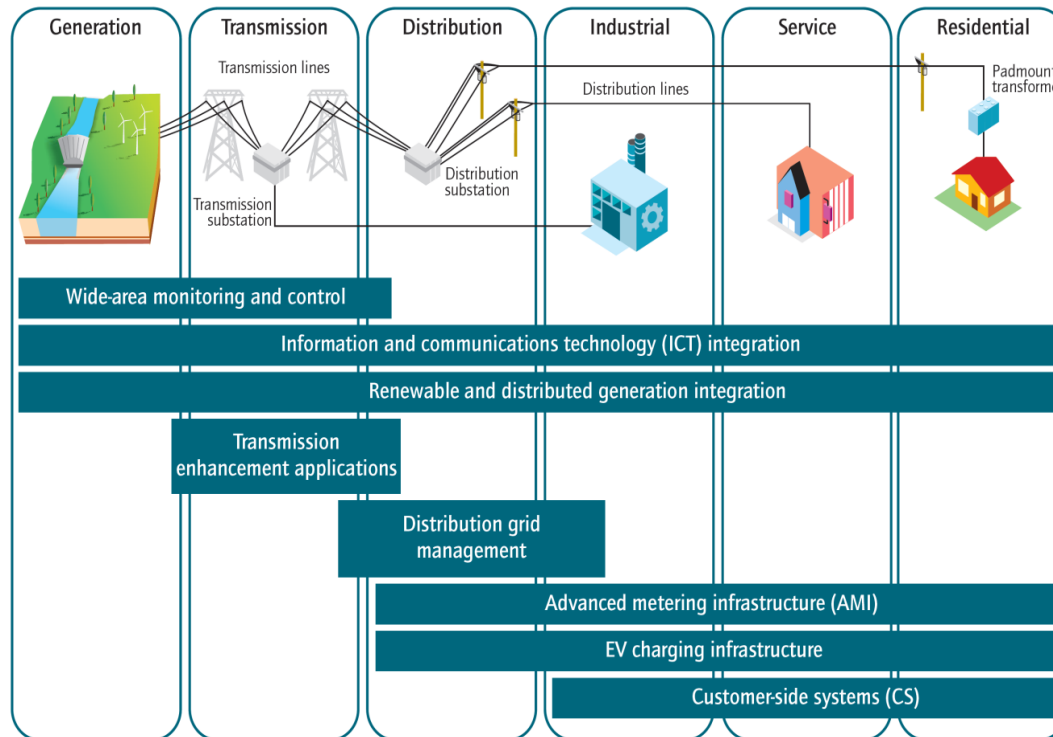 Generation
Transmission
Distribution
Industrial
Service
Residential
Transmission lines
Distribution lines
Padmount
transforme
Transmission
substation
Distribution
substation
Wide-area monitoring and control
Information and communications technology (ICT) integration
Renewable and distributed generation integration
Transmission
enhancement applications
Distribution grid
management
Advanced metering infrastructure (AMI)
EV charging infrastructure
Customer-side systems (CS)